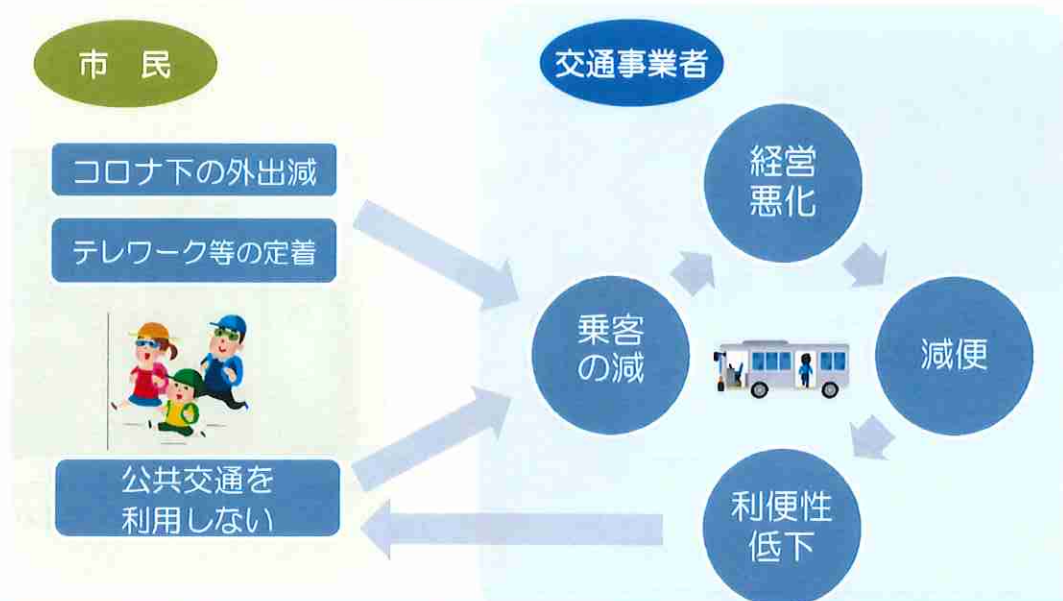 市　民
コロナ下の外出減
テレワーク等の定着
公共交通を
利用しない
交通事業者
経営
悪化
乗客
の減
減便
利便性
低下